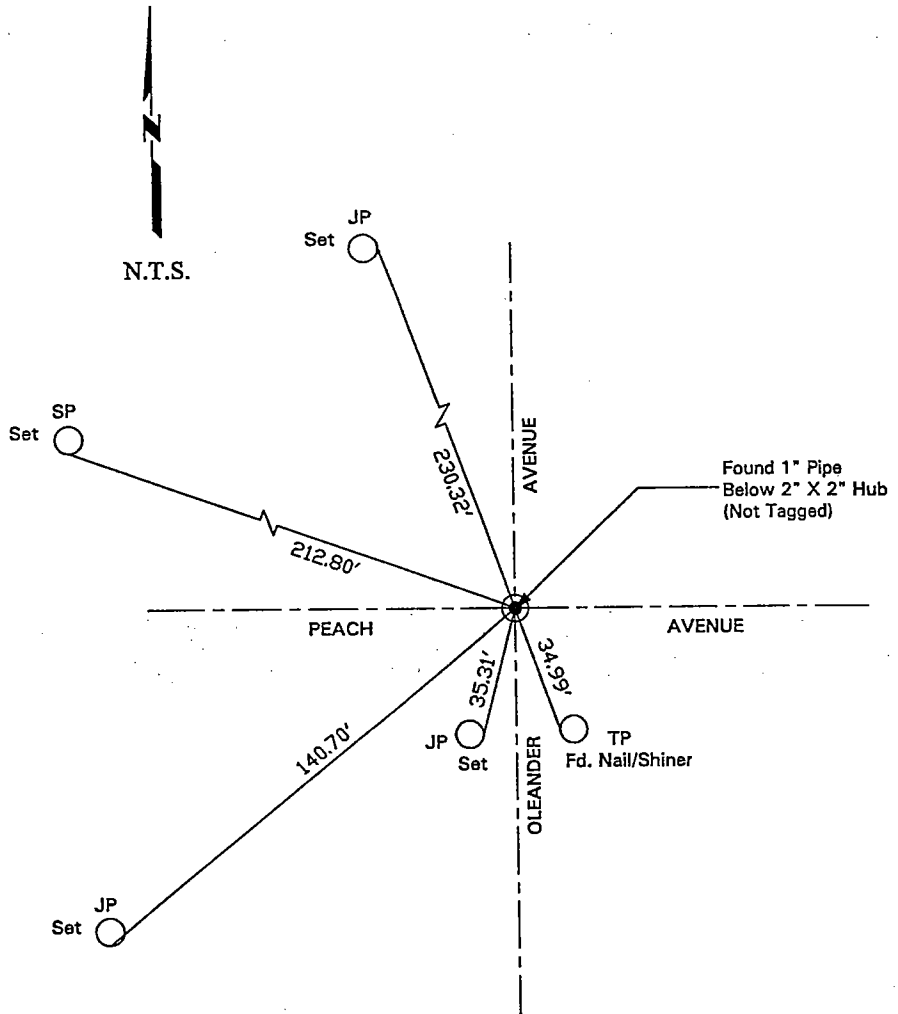 N
N.T.S.
JP
Set
SP
Set
230.32'
AVENUE
212.80'
Found 1" Pipe
Below 2" X 2" Hub
(Not Tagged)
PEACH
AVENUE
35.31'
34.99'
JP
Set
TP
Fd. Nail/Shiner
OLEANDER
140.70'
JP
Set